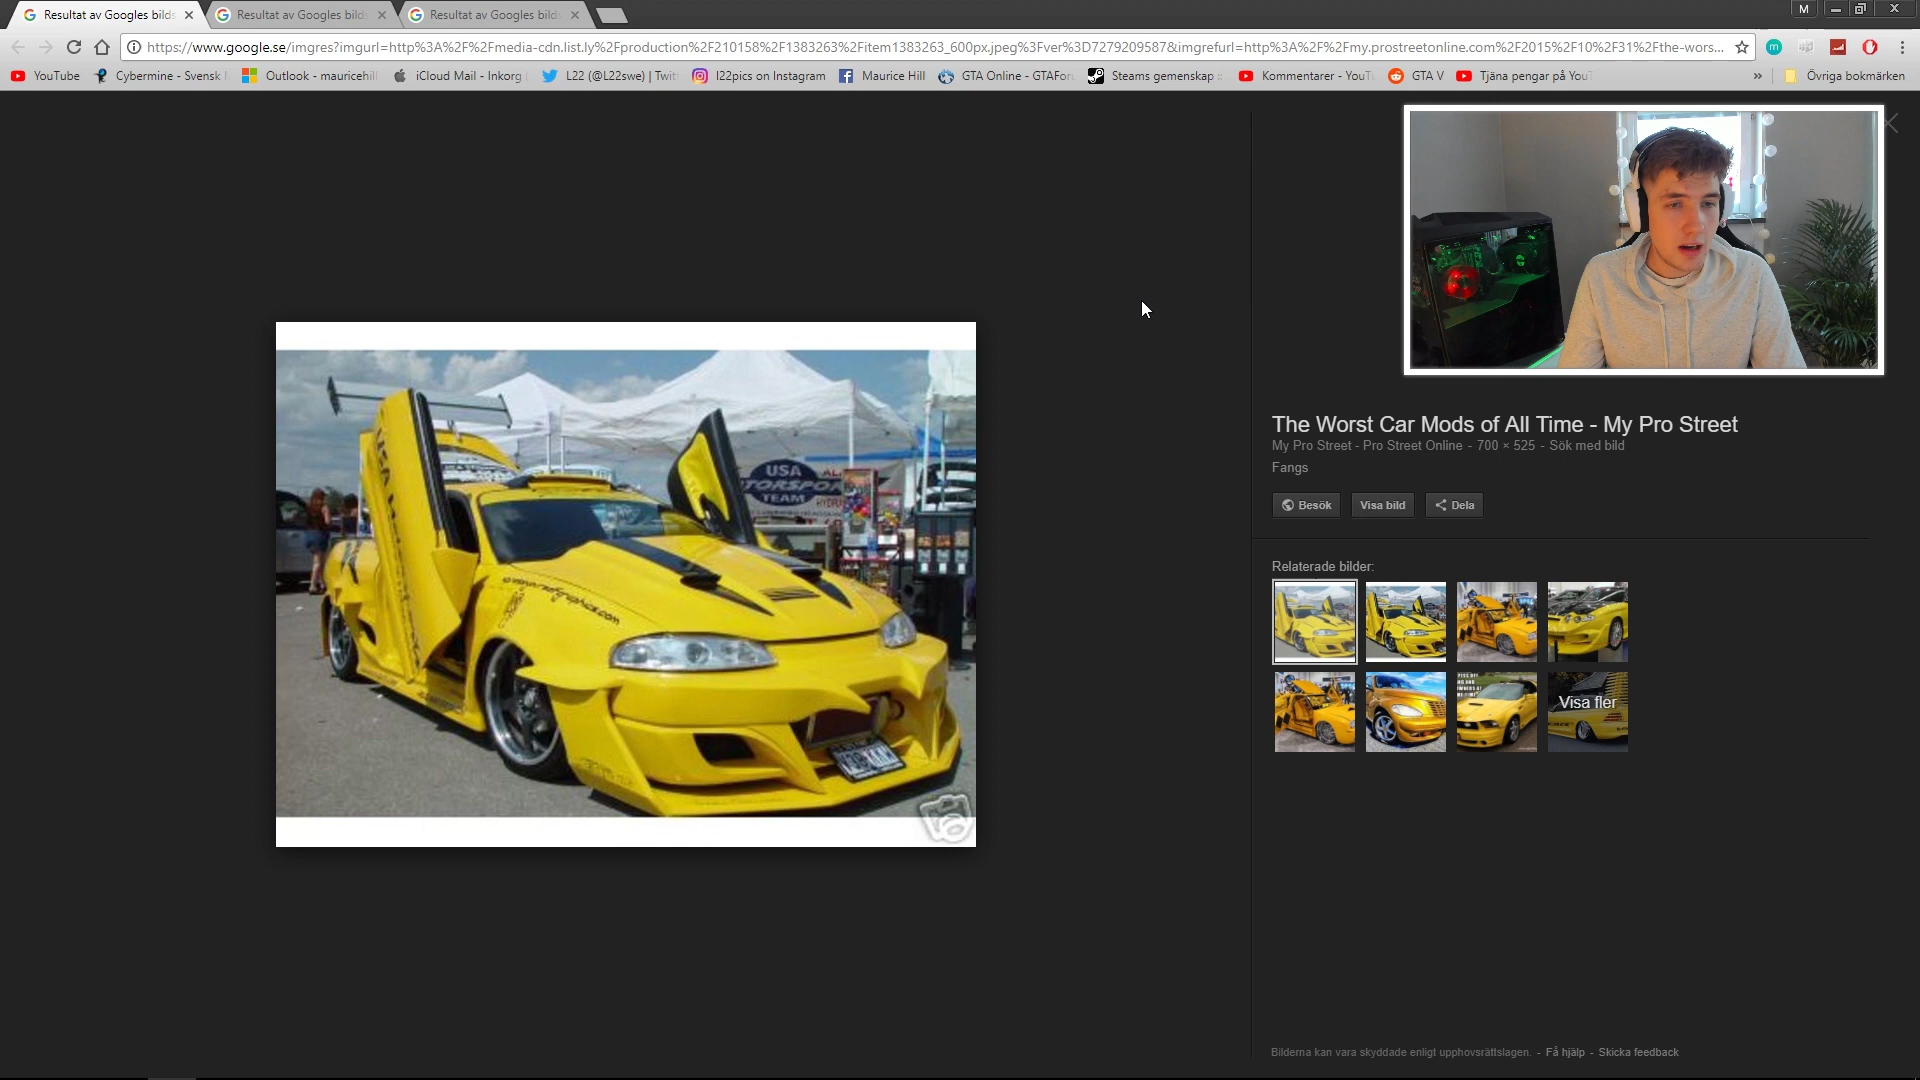 Resultat av Googles bilds
Resultat av Googles bilds
Resultat av Googles bilds
M
https://www.google.se/imgres?imgurl=http%3A%2F%2Fmedia-cdn.list.ly%2Fproduction%2F210158%2F1383263%2Fitem1383263_600px.jpeg%3Fver%3D7279209587&imgrefurl=http%3A%2F%2Fmy.prostreetonline.com%2F2015%2F10%2F31%2Fthe-wors...
YouTube
Cybermine - Svensk
Outlook - mauricehil
iCloud Mail - Inkorg
L22 (@L22swe) | Twit
l22pics on Instagram
Maurice Hill
GTA Online - GTAFor
Steams gemenskap ::
Kommentarer - YouT
GTA V
Tjäna pengar på You
»
Övriga bokmärken
USA
TORSPOR
TEAM
The Worst Car Mods of All Time - My Pro Street
My Pro Street - Pro Street Online - 700 × 525 - Sök med bild
Fangs
Besök
Visa bild
Dela
Relaterade bilder:
Visa fler
Bilderna kan vara skyddade enligt upphovsrättslagen. - Få hjälp - Skicka feedback